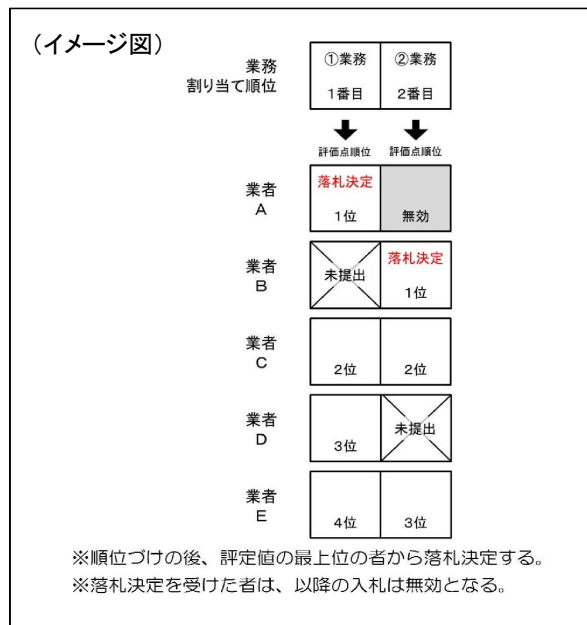 (イメージ図)
業務
割り当て順位
①業務 ②業務
1番目 2番目
評価点順位 評価点順位
業者
A
落札決定
1位 無効
業者
B
未提出 落札決定
1位
業者
C
2位 2位
業者
D
3位 未提出
業者
E
4位 3位
※順位づけの後、評定値の最上位の者から落札決定する。
※落札決定を受けた者は、以降の入札は無効となる。